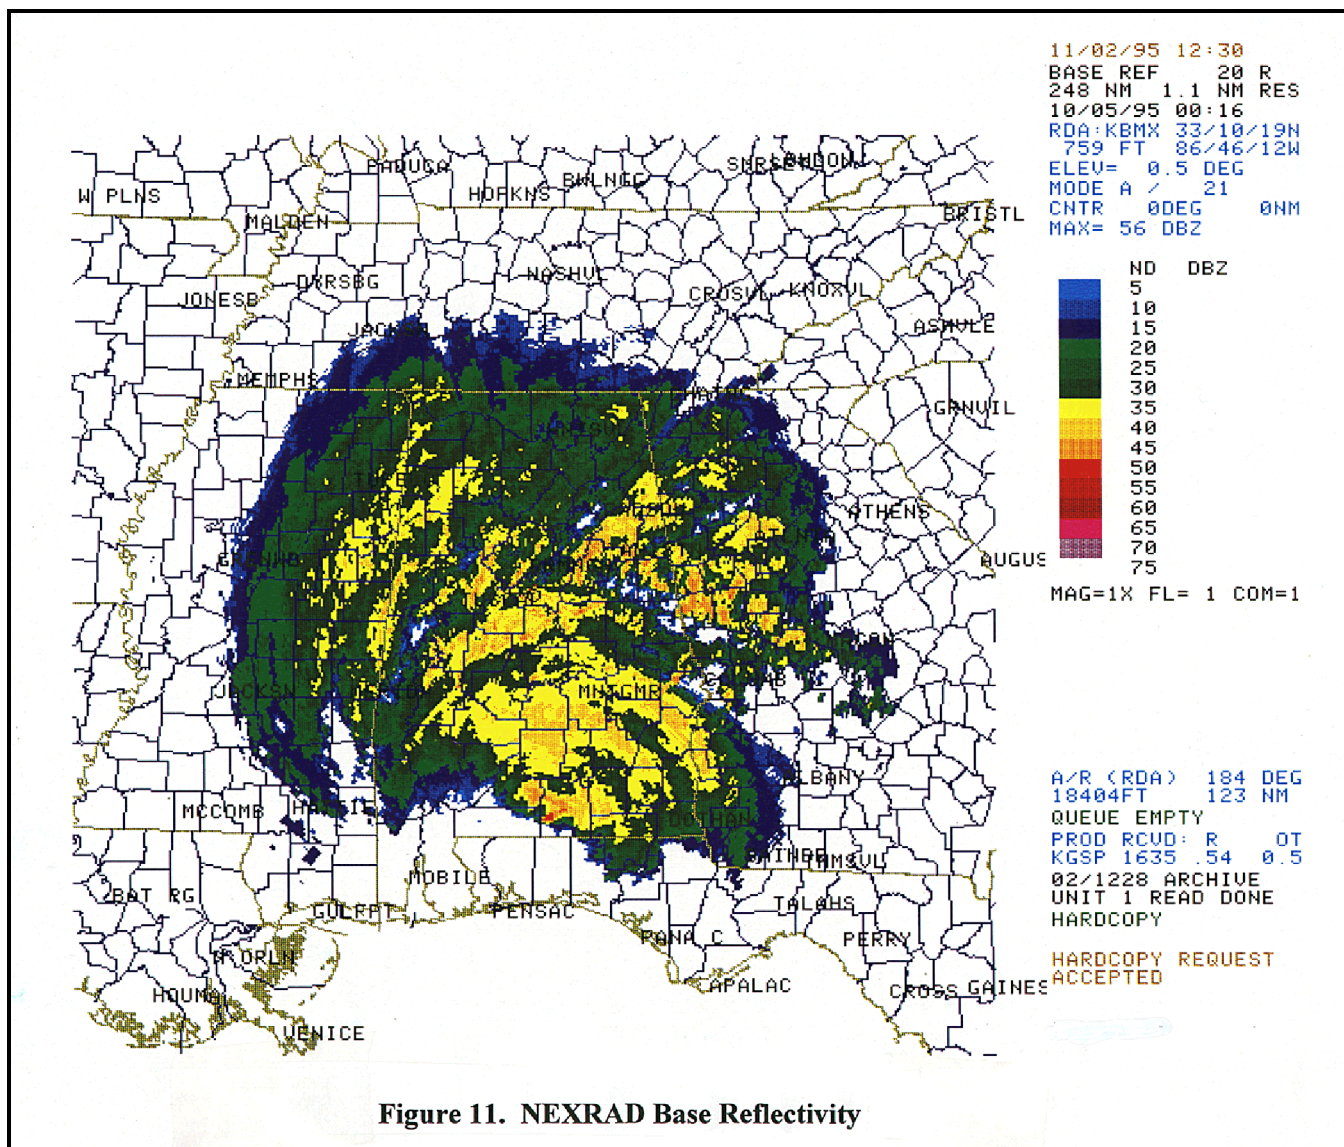 11/02/95 12:30
BASE REF 20 R
248 NM 1.1 NM RES
10/05/95 00:16
RDA:KBMX 33/10/19N
759 FT 86/46/12W
ELEV= 0.5 DEG
MODE A / 21
CNTR 0DEG 0NM
MAX= 56 DBZ
ND DBZ
5
10
15
20
25
30
35
40
45
50
55
60
65
70
75
MAG=1X FL= 1 COM=1
A/R (RDA) 184 DEG
18404FT 123 NM
QUEUE EMPTY
PROD RCVD: R OT
KGSP 1635 .54 0.5
02/1228 ARCHIVE
UNIT 1 READ DONE
HARDCOPY
HARDCOPY REQUEST
ACCEPTED
PADUCA
BWLNGG
HOPKNS
W PLNS
MALDEN
BRISTL
NASHVL
DYRSBG
CROSVL
KNOXVL
JONESB
ASHVLE
MEMPHS
GRNVIL
ATHENS
AUGUS
JACKSN
MNTGMR
ALBANY
MCCOMB
DOTHAN
MOBILE
BAT RG
GULRPT
PENSAC
TALAHS
PANA C
PERRY
HOUMA
APALAC
CROSS
GAINES
VENICE
Figure 11. NEXRAD Base Reflectivity